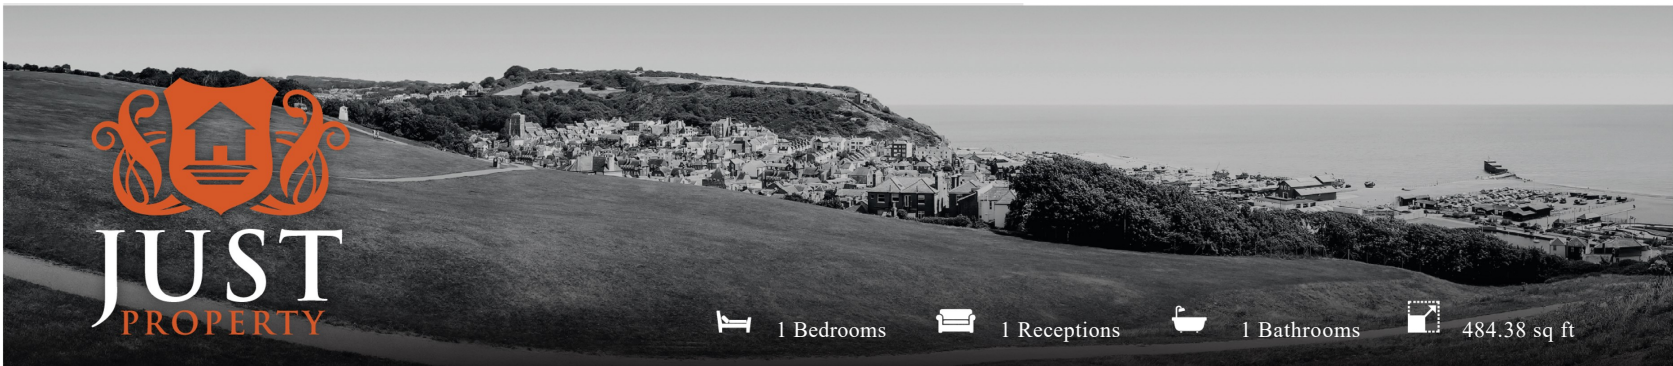 JUST
PROPERTY
1 Bedrooms 1 Receptions 1 Bathrooms 484.38 sq ft